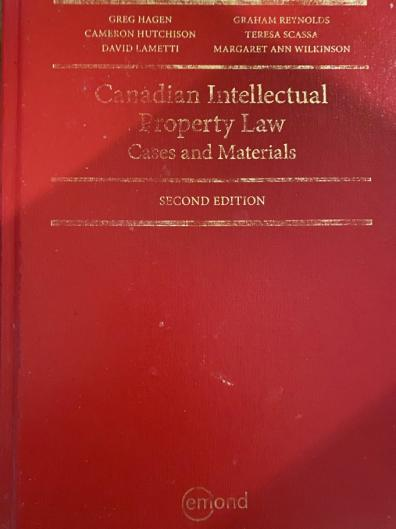 GREG HAGEN GRAHAM REYNOLDS
CAMERON HUTCHISON TERESA SCASSA
DAVID LAMETTI MARGARET ANN WILKINSON
Canadian Intellectual
Property Law
Cases and Materials
SECOND EDITION
emond